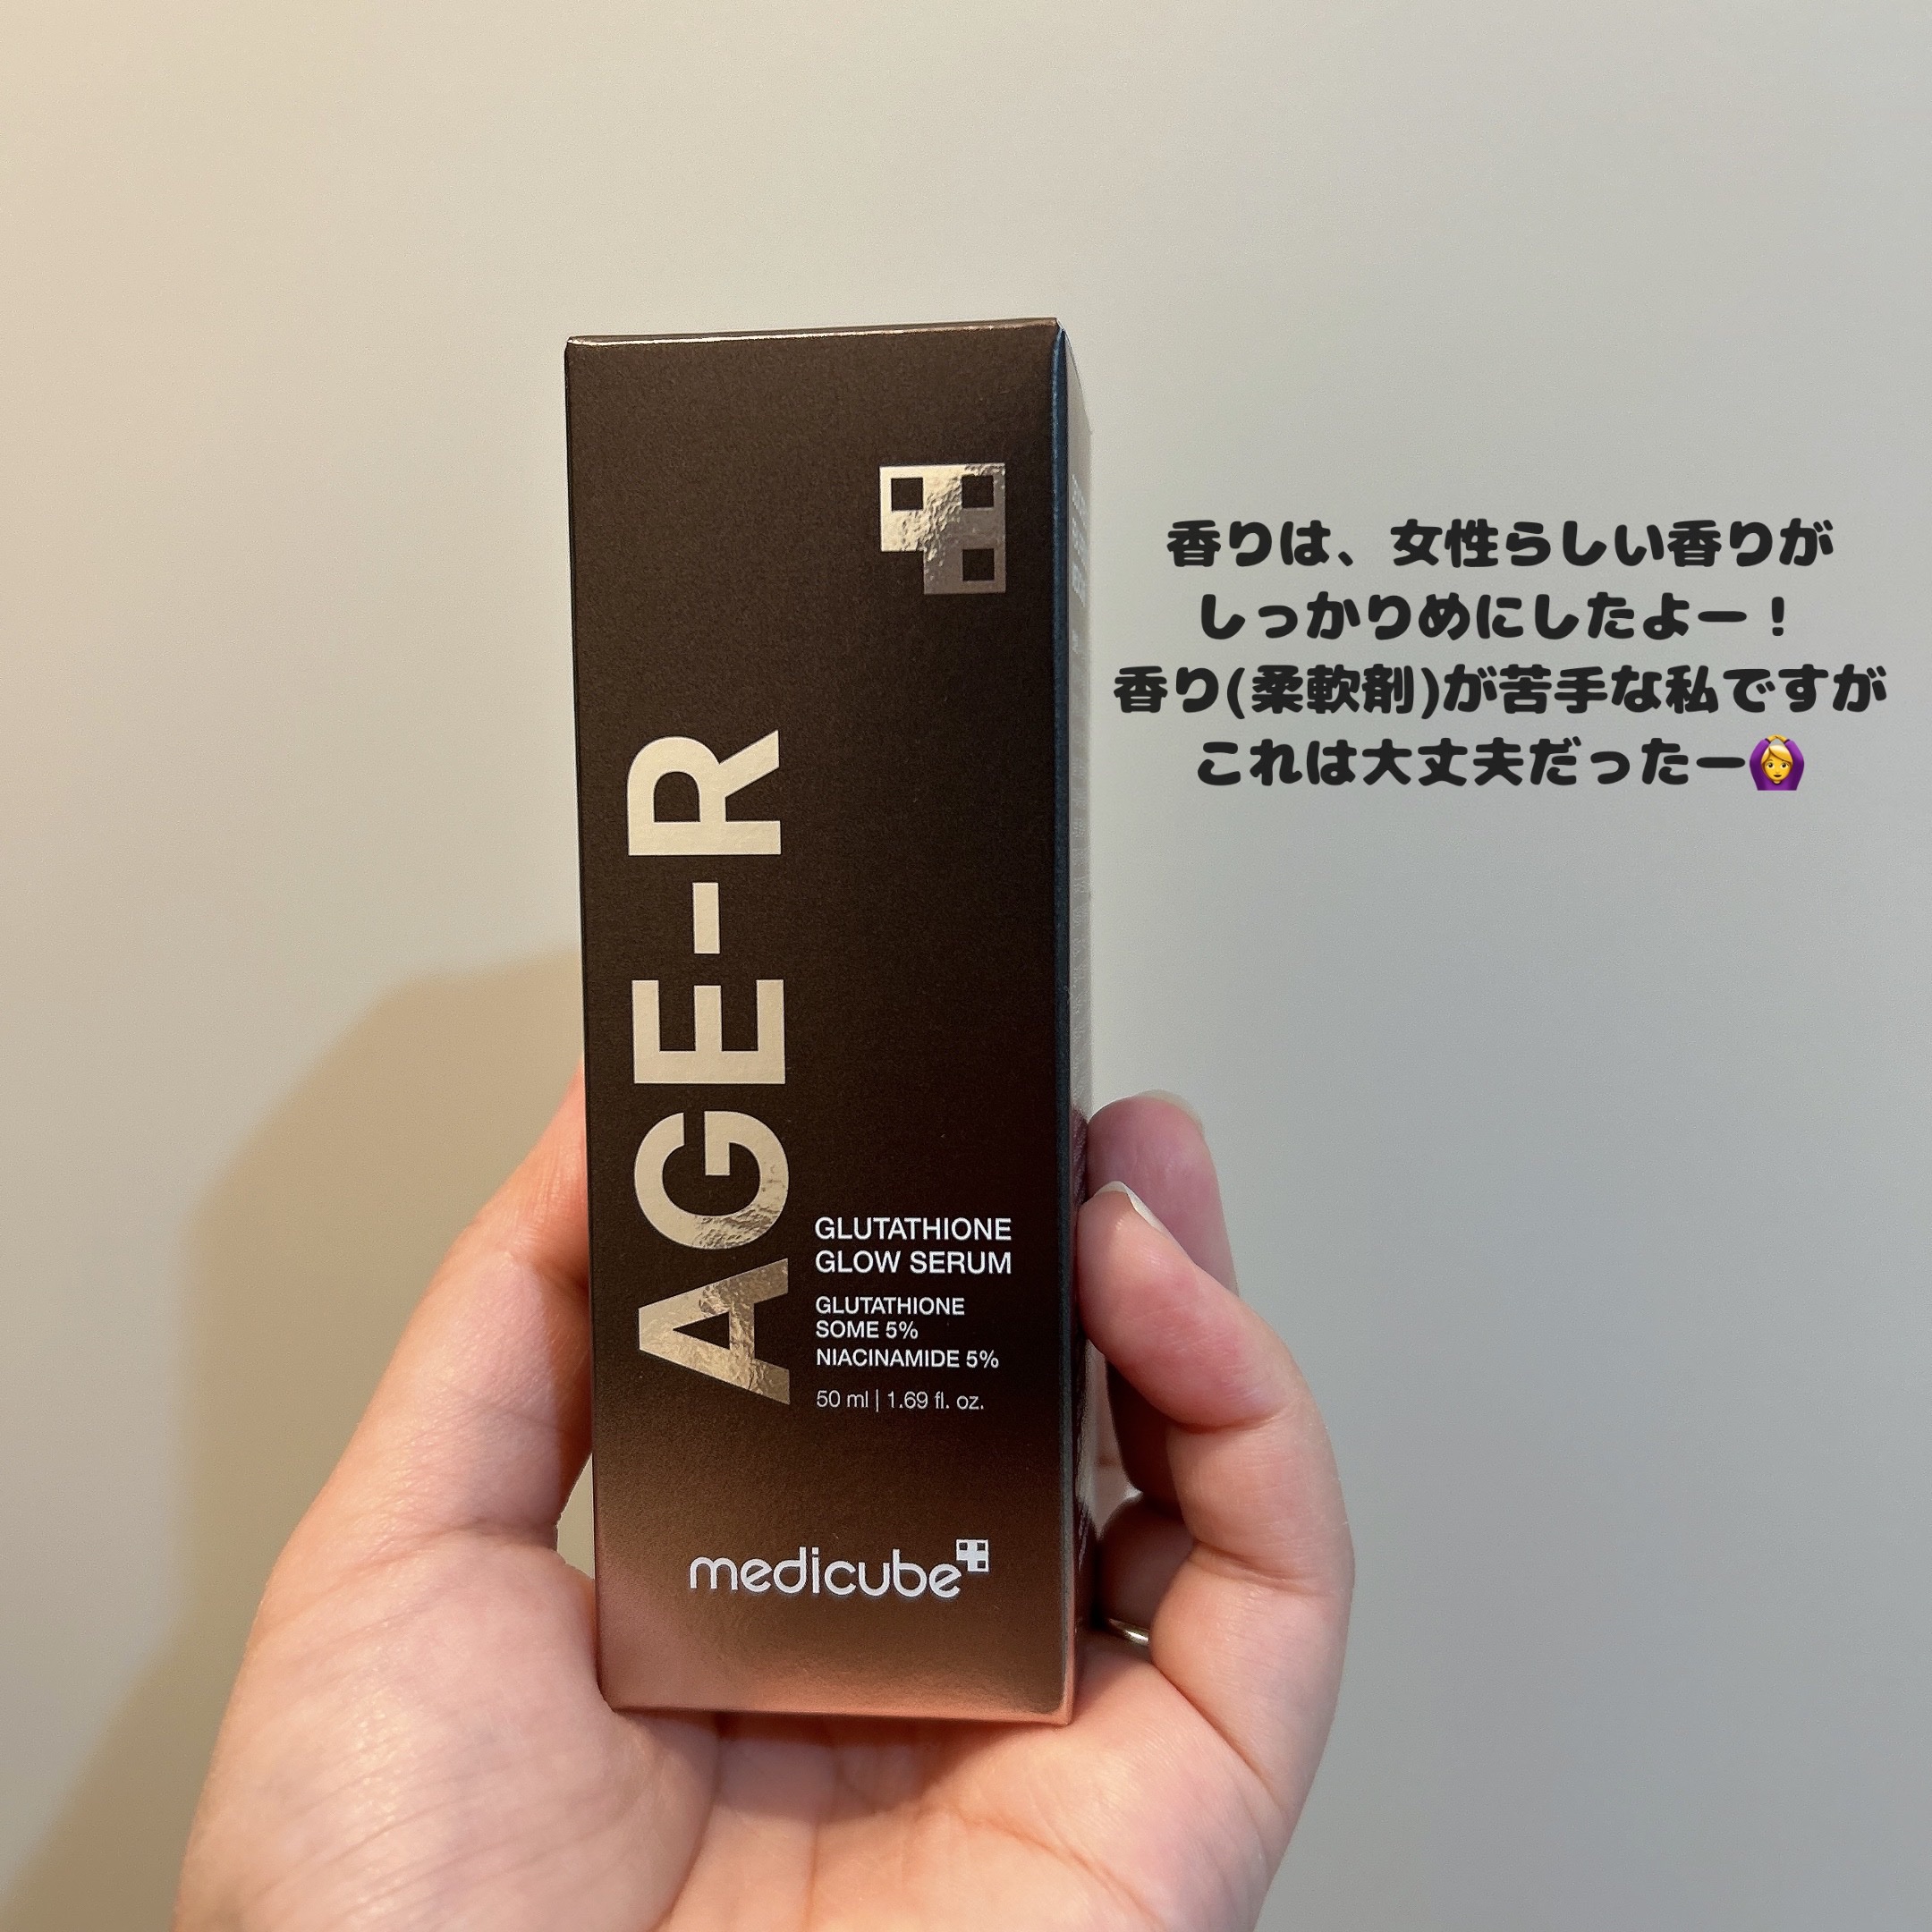 香りは、女性らしい香りが
しっかりめにしたよー！
香り(柔軟剤)が苦手な私ですが
これは大丈夫だったー🙆‍♀️
AGE-R
GLUTATHIONE
GLOW SERUM
GLUTATHIONE
SOME 5%
NIACINAMIDE 5%
50 ml | 1.69 fl. oz.
medicube